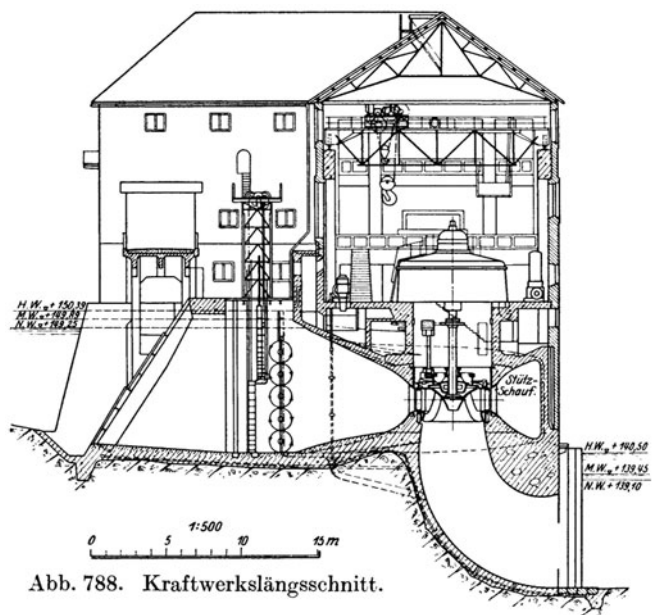 H.W. + 150,39
M.W. + 149,89
N.W. + 149,25
Stütz-
Schauf.
H.W. + 140,50
M.W. + 139,45
N.W. + 139,10
1:500
0 5 10 15 m
Abb. 788. Kraftwerkslängsschnitt.